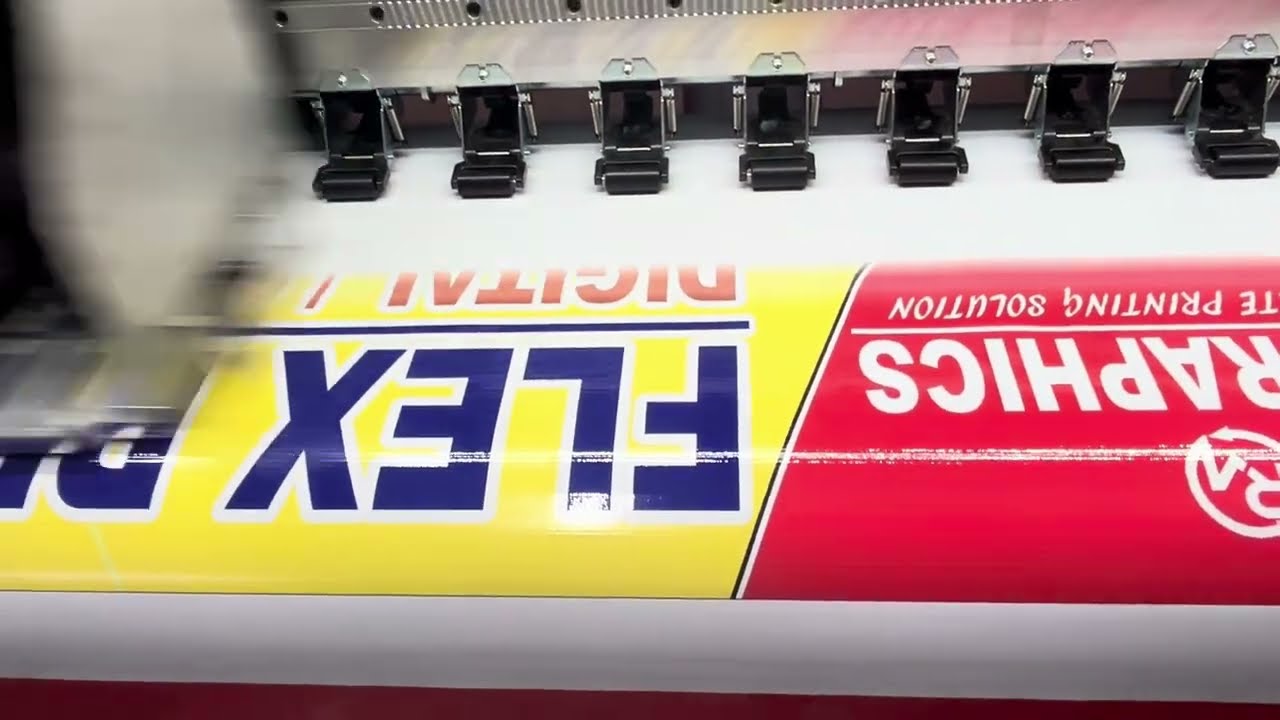 RAPHICS
TE PRINTING SOLUTION
FLEX
DIGITAL /